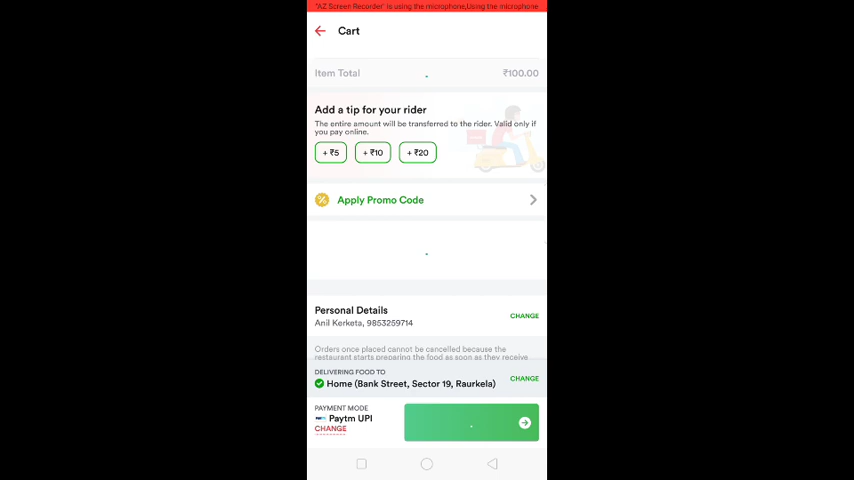 "AZ Screen Recorder" is using the microphone,Using the microphone
Cart
Item Total ₹100.00
Add a tip for your rider
The entire amount will be transferred to the rider. Valid only if
you pay online.
+ ₹5 + ₹10 + ₹20
Apply Promo Code
Personal Details
Anil Kerketa, 9853259714
CHANGE
Orders once placed cannot be cancelled because the
restaurant starts preparing the food as soon as they receive
DELIVERING FOOD TO
Home (Bank Street, Sector 19, Raurkela)
CHANGE
PAYMENT MODE
Paytm UPI
CHANGE